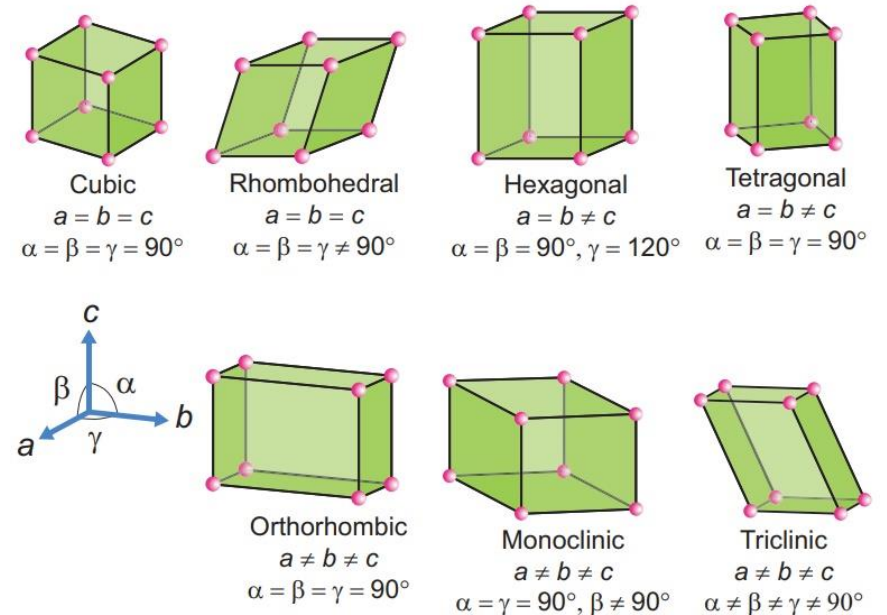 Cubic
a = b = c
α = β = γ = 90°
Rhombohedral
a = b = c
α = β = γ ≠ 90°
Hexagonal
a = b ≠ c
α = β = 90°, γ = 120°
Tetragonal
a = b ≠ c
α = β = γ = 90°
c
β
α
a
γ
b
Orthorhombic
a ≠ b ≠ c
α = β = γ = 90°
Monoclinic
a ≠ b ≠ c
α = γ = 90°, β ≠ 90°
Triclinic
a ≠ b ≠ c
α ≠ β ≠ γ ≠ 90°